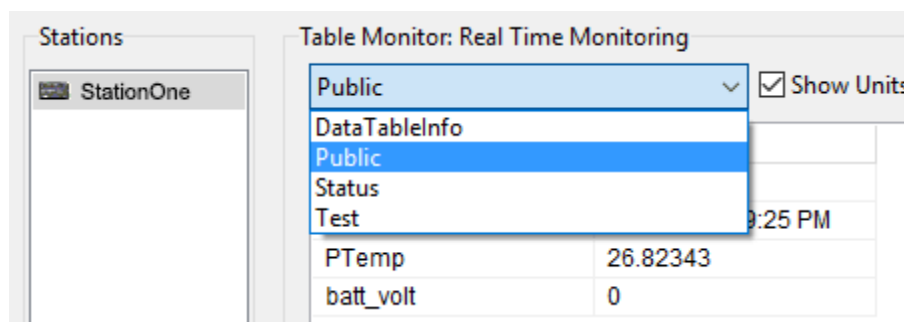 Stations
Table Monitor: Real Time Monitoring
StationOne
Public
Show Units
DataTableInfo
Public
Status
Test
9:25 PM
PTemp 26.82343
batt_volt 0